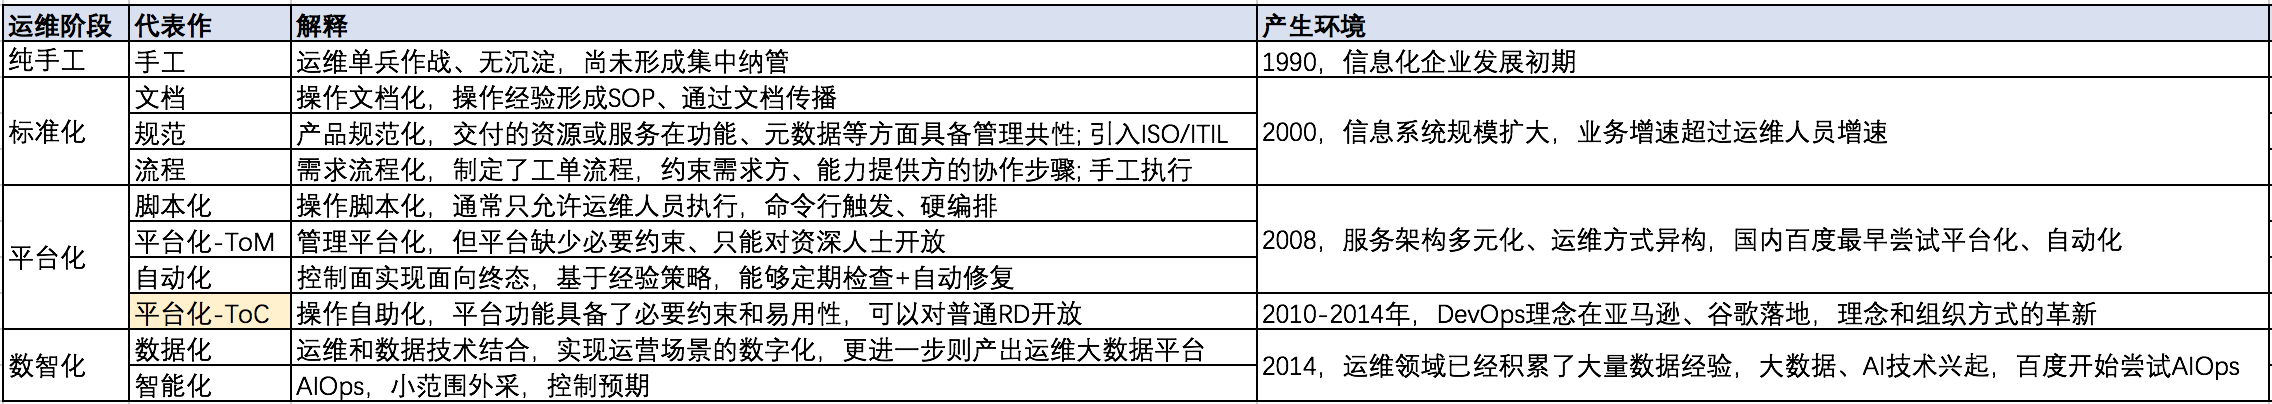 运维阶段 代表作 解释 产生环境
纯手工 手工 运维单兵作战、无沉淀，尚未形成集中纳管 1990，信息化企业发展初期
标准化 文档 操作文档化，操作经验形成SOP、通过文档传播 2000，信息系统规模扩大，业务增速超过运维人员增速
规范 产品规范化，交付的资源或服务在功能、元数据等方面具备管理共性; 引入ISO/ITIL
流程 需求流程化，制定了工单流程，约束需求方、能力提供方的协作步骤; 手工执行
平台化 脚本化 操作脚本化，通常只允许运维人员执行，命令行触发、硬编排 2008，服务架构多元化、运维方式异构，国内百度最早尝试平台化、自动化
平台化-ToM 管理平台化，但平台缺少必要约束、只能对资深人士开放
自动化 控制面实现面向终态，基于经验策略，能够定期检查+自动修复
平台化-ToC 操作自助化，平台功能具备了必要约束和易用性，可以对普通RD开放 2010-2014年，DevOps理念在亚马逊、谷歌落地，理念和组织方式的革新
数智化 数据化 运维和数据技术结合，实现运营场景的数字化，更进一步则产出运维大数据平台 2014，运维领域已经积累了大量数据经验，大数据、AI技术兴起，百度开始尝试AIOps
智能化 AIOps，小范围外采，控制预期